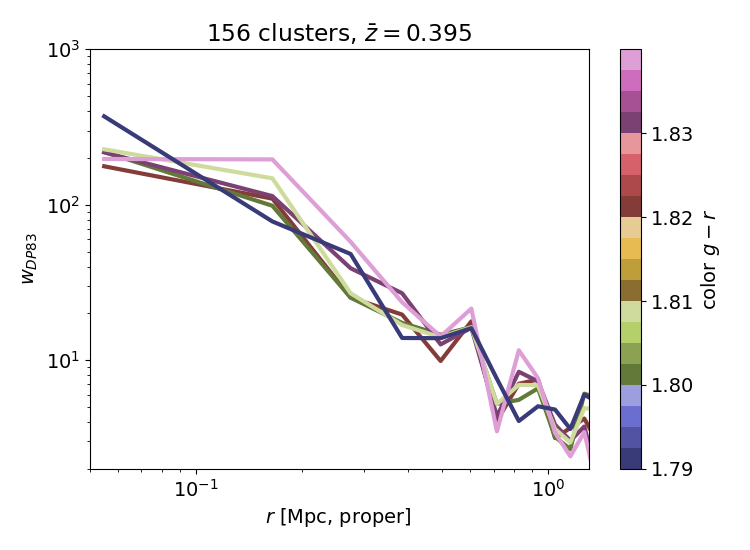 156 clusters, z̄ = 0.395
10³
10²
10¹
w_DP83
10⁻¹
10⁰
r [Mpc, proper]
1.83
1.82
1.81
1.80
1.79
color g − r